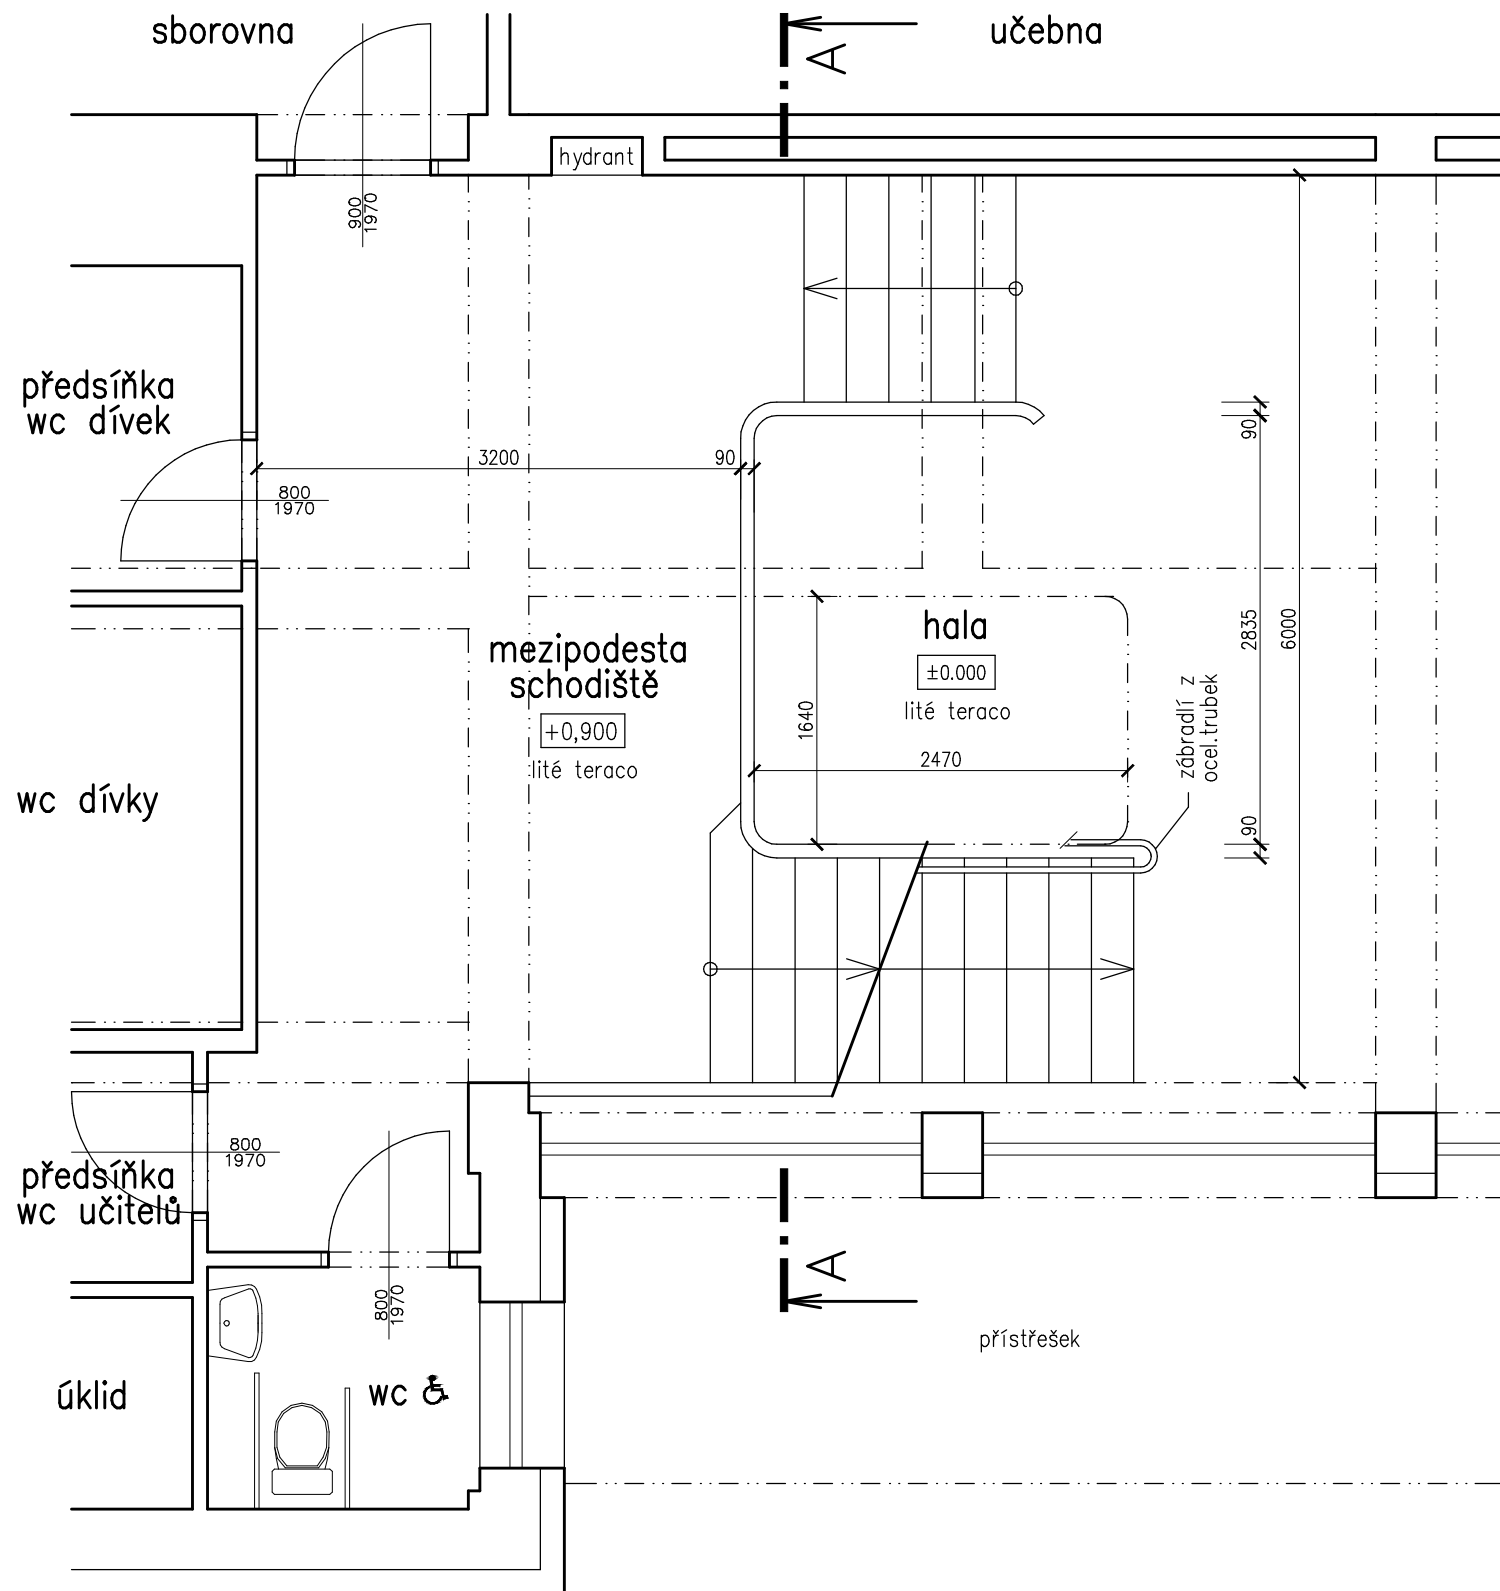 sborovna
učebna
A
hydrant
900
1970
předsíňka
wc dívek
3200
90
90
800
1970
hala
±0.000
lité teraco
2835
6000
mezipodesta
schodiště
+0,900
lité teraco
1640
2470
zábradlí z
ocel.trubek
wc dívky
90
800
1970
předsíňka
wc učitelů
A
800
1970
přístřešek
úklid
wc